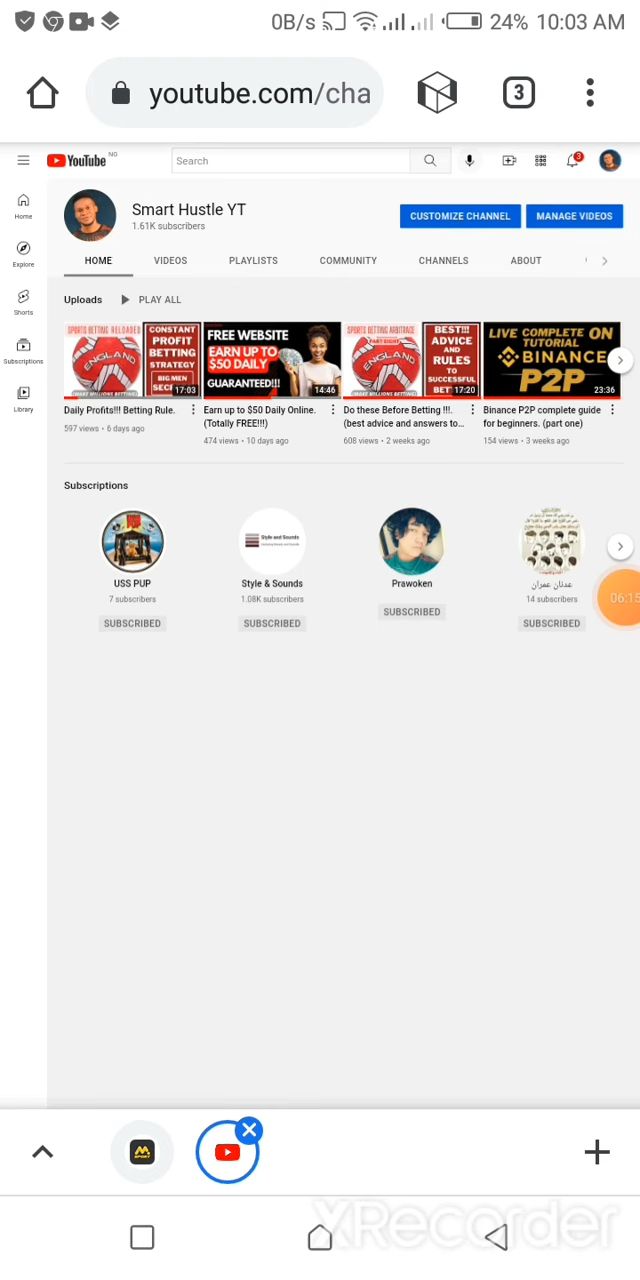 0B/s 24% 10:03 AM
youtube.com/cha
3
YouTube NG
Search
3
Home
Explore
Shorts
Subscriptions
Library
Smart Hustle YT
1.61K subscribers
CUSTOMIZE CHANNEL
MANAGE VIDEOS
HOME VIDEOS PLAYLISTS COMMUNITY CHANNELS ABOUT
Uploads PLAY ALL
SPORTS BETTING RELOADED
ENGLAND
CONSTANT
PROFIT
BETTING
STRATEGY
BIG MEN
17:03
FREE WEBSITE
EARN UP TO
$50 DAILY
GUARANTEED!!!
14:46
SPORTS BETTING ARBITRAGE
ENGLAND
BEST!!!
ADVICE
AND
RULES
TO
SUCCESSFUL
17:20
LIVE COMPLETE ON
TUTORIAL
BINANCE
P2P
23:36
Daily Profits!!! Betting Rule.
597 views • 6 days ago
Earn up to $50 Daily Online.
(Totally FREE!!!)
474 views • 10 days ago
Do these Before Betting !!!.
(best advice and answers to...
608 views • 2 weeks ago
Binance P2P complete guide
for beginners. (part one)
154 views • 3 weeks ago
Subscriptions
USS PUP
7 subscribers
SUBSCRIBED
Style and Sounds
Style & Sounds
1.08K subscribers
SUBSCRIBED
Prawoken
SUBSCRIBED
عدنان عمران
14 subscribers
SUBSCRIBED
06:15
M
SPORT
XRecorder